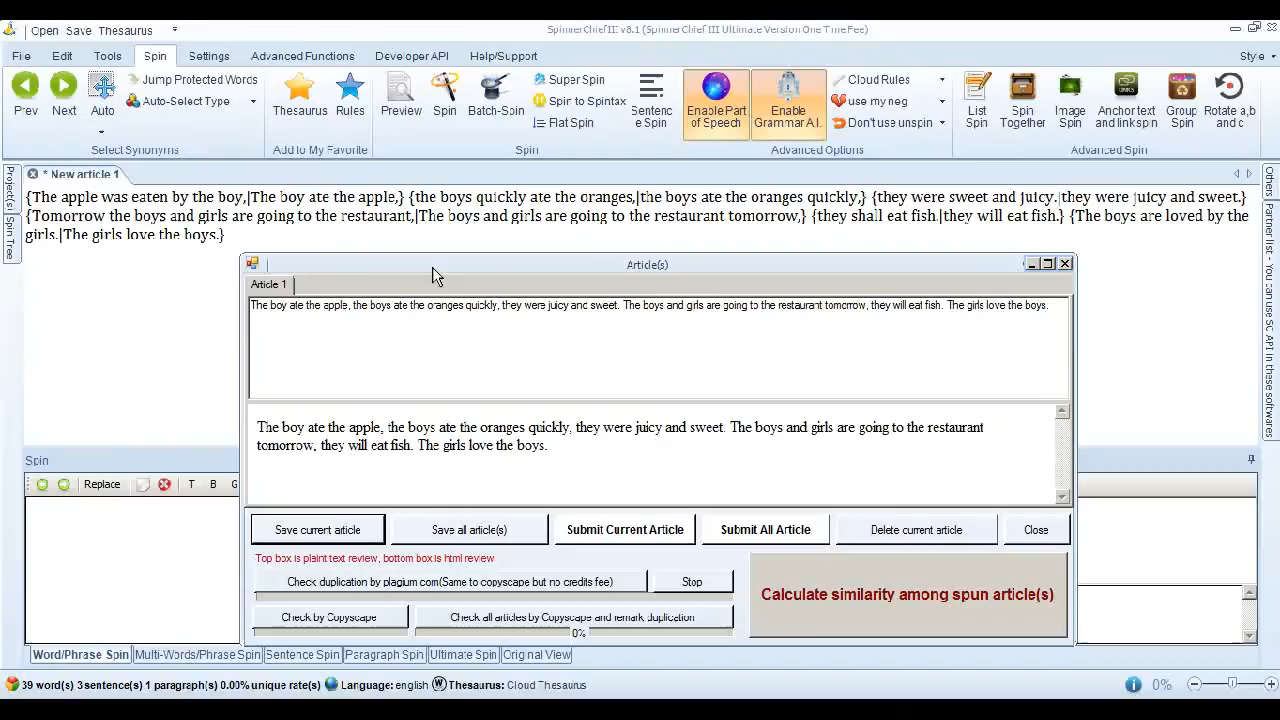 Open Save Thesaurus
SpinnerChief III v8.1 (SpinnerChief III Ultimate Version One Time Fee)
File Edit Tools Spin Settings Advanced Functions Developer API Help/Support Style
Prev Next Auto
Jump Protected Words
Auto-Select Type
Thesaurus Rules
Preview Spin Batch-Spin
Super Spin
Spin to Spintax
Flat Spin
Sentenc
e Spin
Enable Part
of Speech
Enable
Grammar A.I.
Cloud Rules
use my neg
Don't use unspin
List
Spin
Spin
Together
Image
Spin
Anchor text
and link spin
Group
Spin
Rotate a,b
and c
Select Synonyms Add to My Favorite Spin Advanced Options Advanced Spin
* New article 1
Project(s)
Spin Tree
{The apple was eaten by the boy,|The boy ate the apple,} {the boys quickly ate the oranges,|the boys ate the oranges quickly,} {they were sweet and juicy.|they were juicy and sweet.}
{Tomorrow the boys and girls are going to the restaurant,|The boys and girls are going to the restaurant tomorrow,} {they shall eat fish.|they will eat fish.} {The boys are loved by the
girls.|The girls love the boys.}
Other!
Partner list - You can use SC API in these softwares
Article(s)
Article 1
The boy ate the apple, the boys ate the oranges quickly, they were juicy and sweet. The boys and girls are going to the restaurant tomorrow, they will eat fish. The girls love the boys.
The boy ate the apple, the boys ate the oranges quickly, they were juicy and sweet. The boys and girls are going to the restaurant
tomorrow, they will eat fish. The girls love the boys.
Save current article Save all article(s) Submit Current Article Submit All Article Delete current article Close
Top box is plaint text review, bottom box is html review
Check duplication by plagium.com(Same to copyscape but no credits fee) Stop
Check by Copyscape Check all articles by Copyscape and remark duplication
0%
Calculate similarity among spun article(s)
Spin
Replace T B G
Word/Phrase Spin Multi-Words/Phrase Spin Sentence Spin Paragraph Spin Ultimate Spin Original View
39 word(s) 3 sentence(s) 1 paragraph(s) 0.00% unique rate(s) Language: english Thesaurus: Cloud Thesaurus 0%